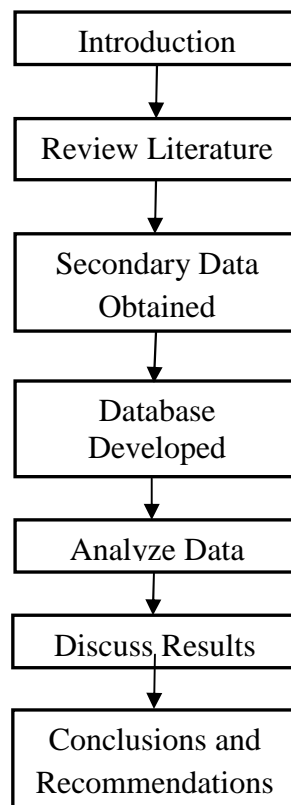 Introduction
Review Literature
Secondary Data
Obtained
Database
Developed
Analyze Data
Discuss Results
Conclusions and
Recommendations